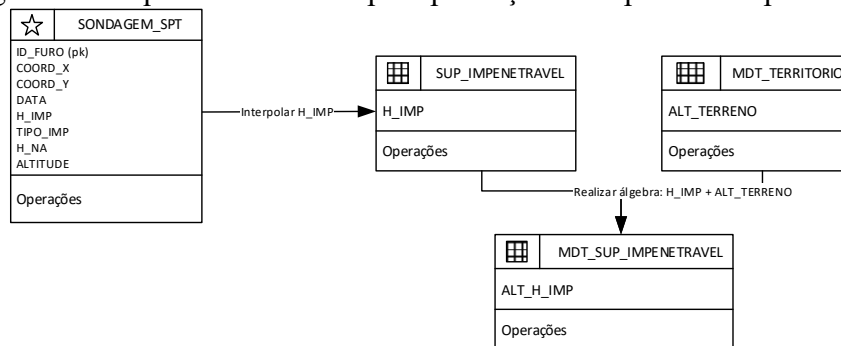 SONDAGEM_SPT
ID_FURO (pk)
COORD_X
COORD_Y
DATA
H_IMP
TIPO_IMP
H_NA
ALTITUDE
Operações
Interpolar H_IMP
SUP_IMPENETRAVEL
H_IMP
Operações
MDT_TERRITORIO
ALT_TERRENO
Operações
Realizar álgebra: H_IMP + ALT_TERRENO
MDT_SUP_IMPENETRAVEL
ALT_H_IMP
Operações